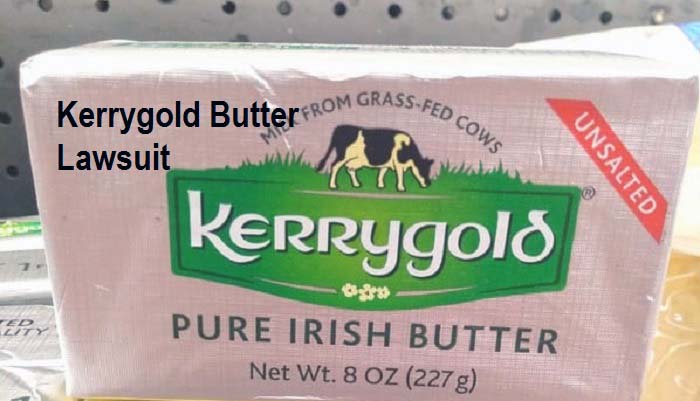 Kerrygold Butter
Lawsuit
MILK FROM GRASS-FED COWS
UNSALTED
Kerrygold®
PURE IRISH BUTTER
Net Wt. 8 OZ (227g)